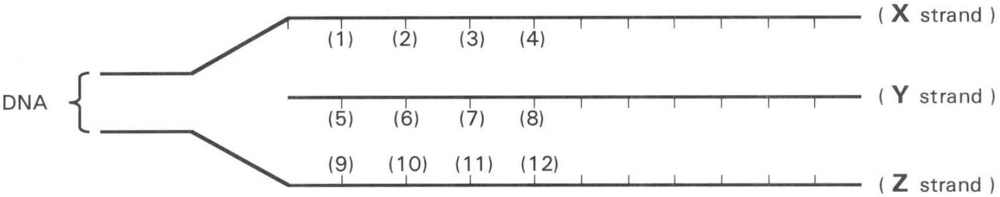 ( X strand )
(1) (2) (3) (4)
DNA
( Y strand )
(5) (6) (7) (8)
(9) (10) (11) (12)
( Z strand )